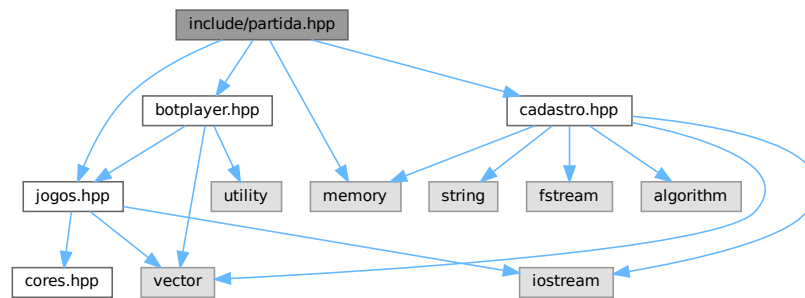 include/partida.hpp
botplayer.hpp
cadastro.hpp
jogos.hpp
utility
memory
string
fstream
algorithm
cores.hpp
vector
iostream